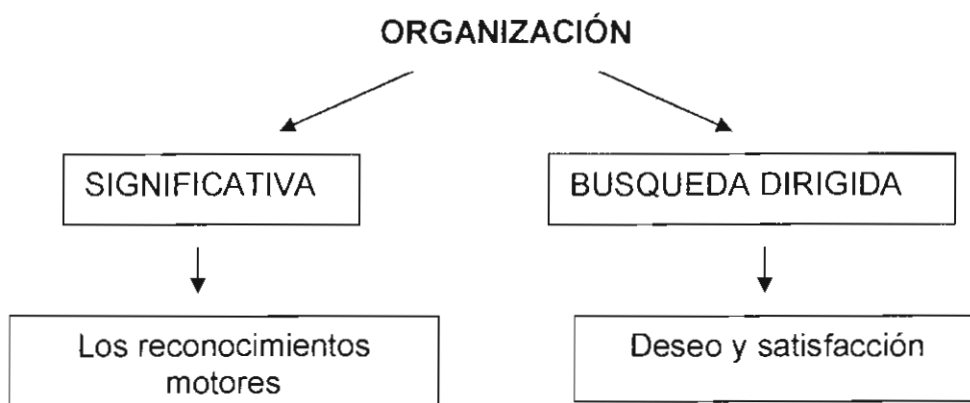 ORGANIZACIÓN
SIGNIFICATIVA
BUSQUEDA DIRIGIDA
Los reconocimientos
motores
Deseo y satisfacción